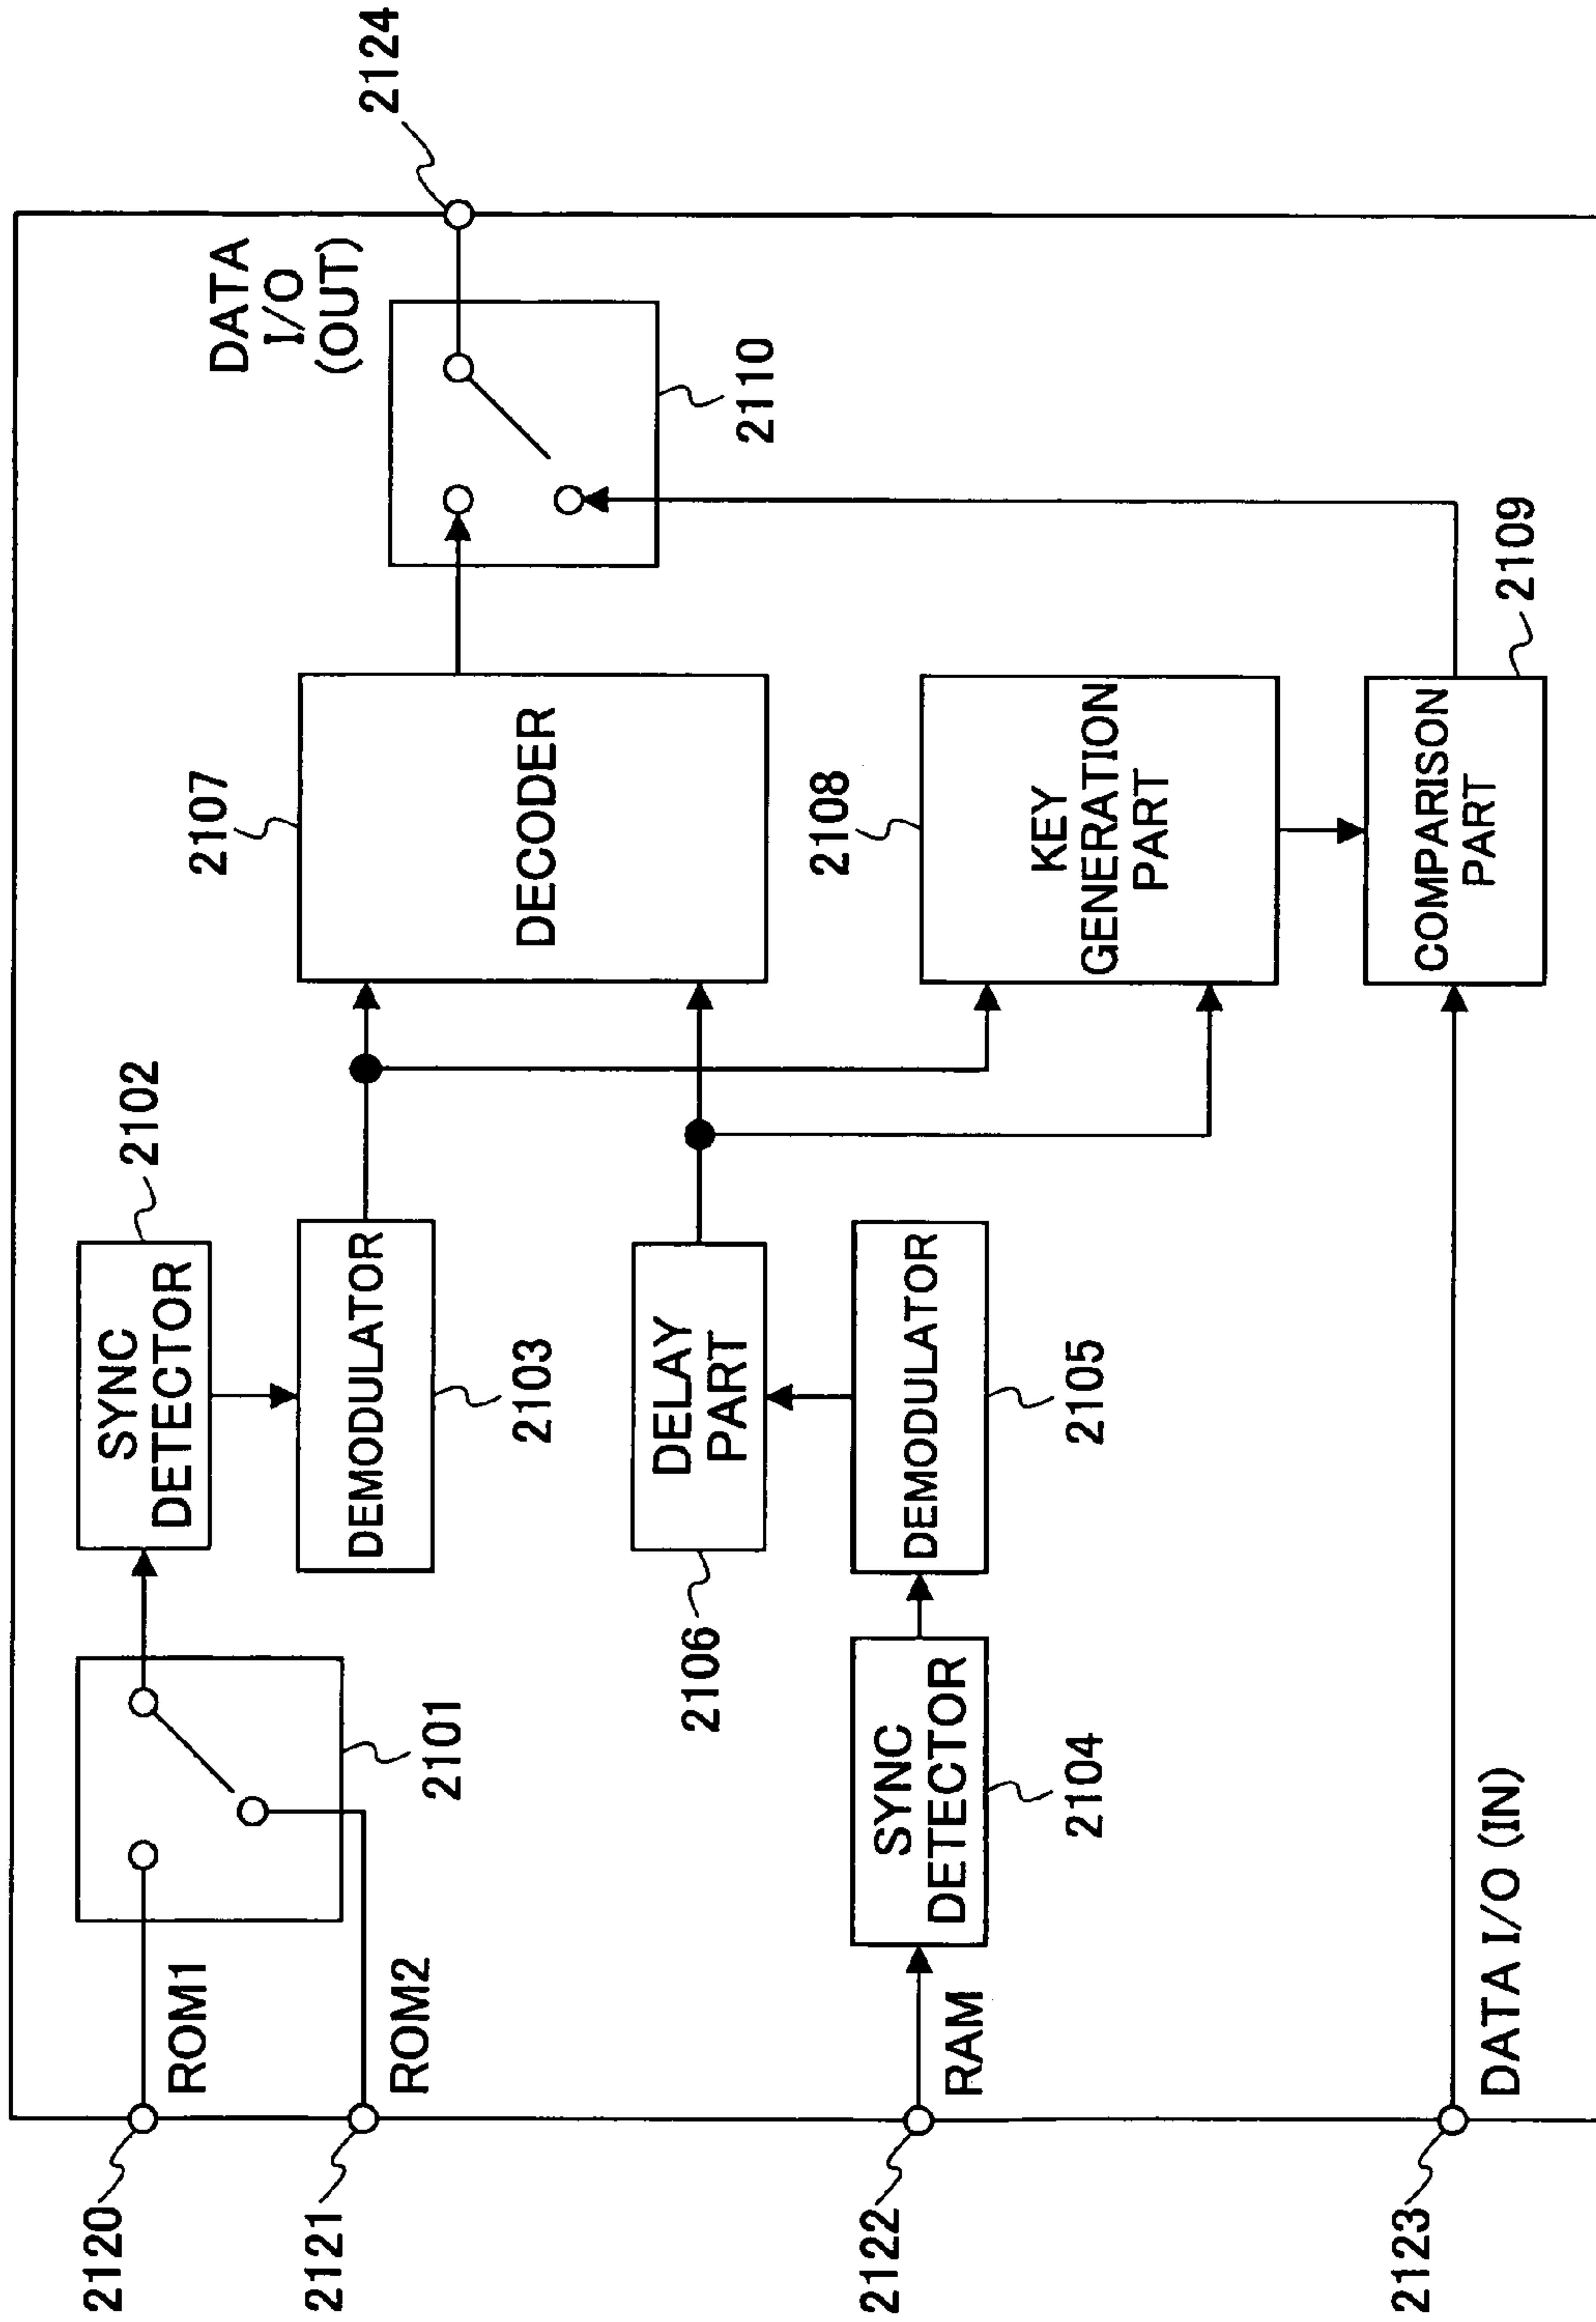 2120
ROM1
2121
ROM2
2101
SYNC
DETECTOR
2102
DEMODULATOR
2103
2122
RAM
SYNC
DETECTOR
2104
DEMODULATOR
2105
DELAY
PART
2106
2107
DECODER
2108
KEY
GENERATION
PART
2123
DATA I/O (IN)
COMPARISON
PART
2109
2110
DATA
I/O
(OUT)
2124